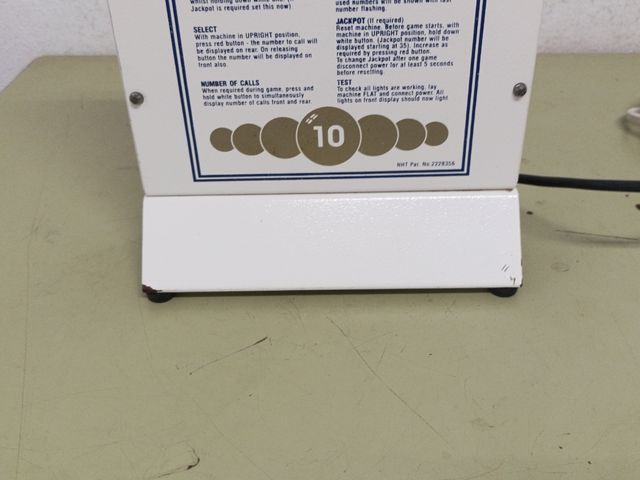 whilst holding down white one. (If
Jackpot is required set this now).
SELECT
With machine in UPRIGHT position,
press red button - the number to call will
be displayed on rear. On releasing
button the number will be displayed on
front also.
NUMBER OF CALLS
When required during game, press and
hold white button to simultaneously
display number of calls front and rear.
used numbers will be shown with last
number flashing.
JACKPOT (If required)
Reset machine. Before game starts, with
machine in UPRIGHT position, hold down
white button. (Jackpot number will be
displayed starting at 35). Increase as
required by pressing red button.
To change Jackpot after one game
disconnect power for at least 5 seconds
before resetting.
TEST
To check all lights are working, lay
machine FLAT and connect power. All
lights on front display should now light.
10
NHT Pat. No 2228356